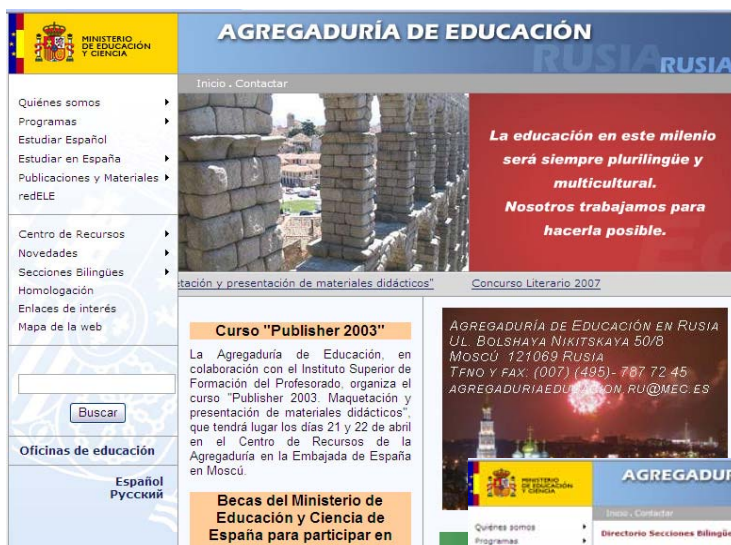 MINISTERIO
DE EDUCACIÓN
Y CIENCIA
AGREGADURÍA DE EDUCACIÓN
RUSIA
RUSIA
Inicio . Contactar
Quiénes somos
Programas
Estudiar Español
Estudiar en España
Publicaciones y Materiales
redELE
Centro de Recursos
Novedades
Secciones Bilingües
Homologación
Enlaces de interés
Mapa de la web
Buscar
Oficinas de educación
Español
Русский
La educación en este milenio
será siempre plurilingüe y
multicultural.
Nosotros trabajamos para
hacerla posible.
y presentación de materiales didácticos"
Concurso Literario 2007
Curso "Publisher 2003"
La Agregaduría de Educación, en
colaboración con el Instituto Superior de
Formación del Profesorado, organiza el
curso "Publisher 2003. Maquetación y
presentación de materiales didácticos",
que tendrá lugar los días 21 y 22 de abril
en el Centro de Recursos de la
Agregaduría en la Embajada de España
en Moscú.
Becas del Ministerio de
Educación y Ciencia de
España para participar en
AGREGADURÍA DE EDUCACIÓN EN RUSIA
UL. BOLSHAYA NIKITSKAYA 50/8
MOSCÚ 121069 RUSIA
TFNO Y FAX: (007) (495)- 787 72 45
AGREGADURIAEDUCACION.RU@MEC.ES
MINISTERIO
DE EDUCACIÓN
Y CIENCIA
Inicio . Contactar
Quiénes somos
Programas
Directorio Secciones